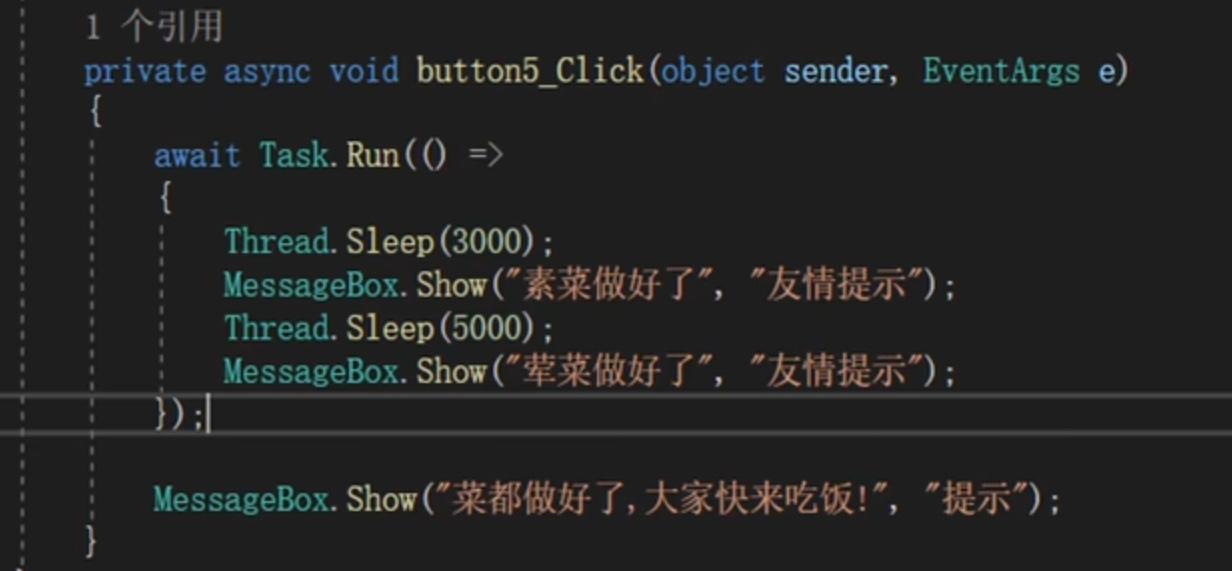 1 个引用
private async void button5_Click(object sender, EventArgs e)
{
await Task.Run(() =>
{
Thread.Sleep(3000);
MessageBox.Show("素菜做好了", "友情提示");
Thread.Sleep(5000);
MessageBox.Show("荤菜做好了", "友情提示");
});
MessageBox.Show("菜都做好了,大家快来吃饭!", "提示");
}